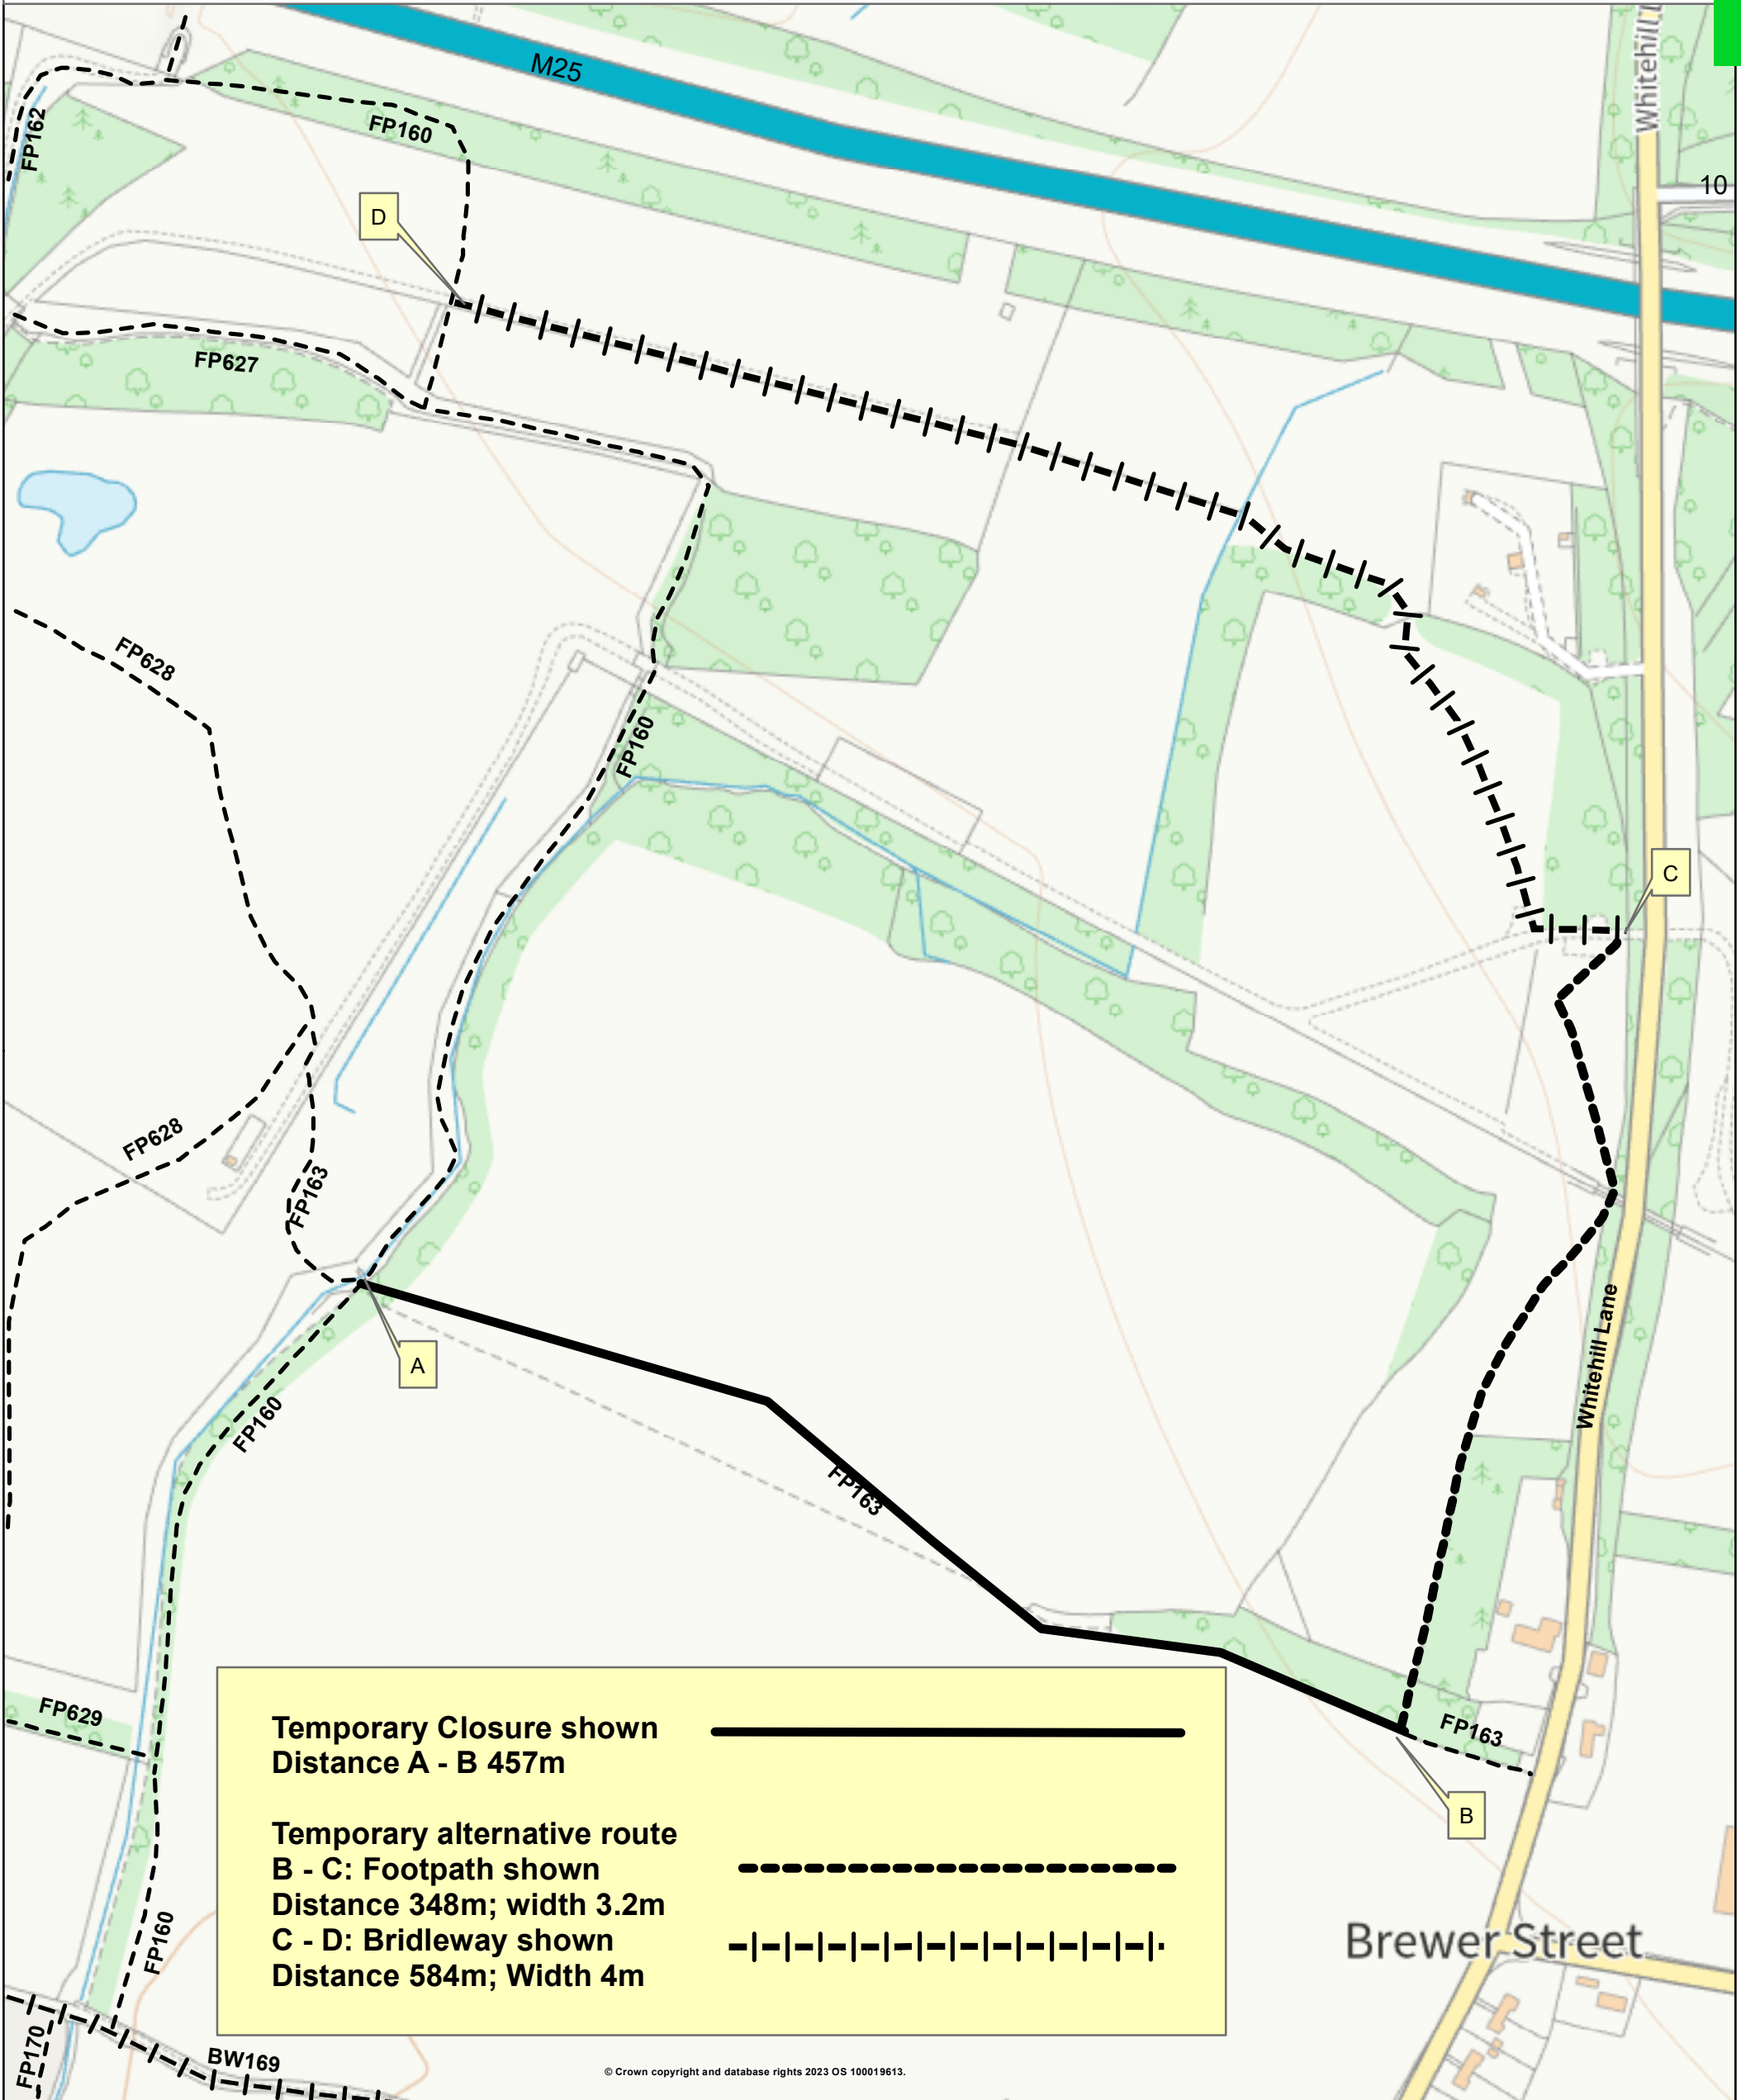 M25
Whitehill L
10
FP162
FP160
D
FP627
FP628
FP160
C
FP628
FP163
A
FP160
Whitehill Lane
FP163
FP629
FP163
B
Temporary Closure shown
Distance A - B 457m
Temporary alternative route
B - C: Footpath shown
Distance 348m; width 3.2m
C - D: Bridleway shown
Distance 584m; Width 4m
Brewer Street
FP160
FP170
BW169
© Crown copyright and database rights 2023 OS 100019613.